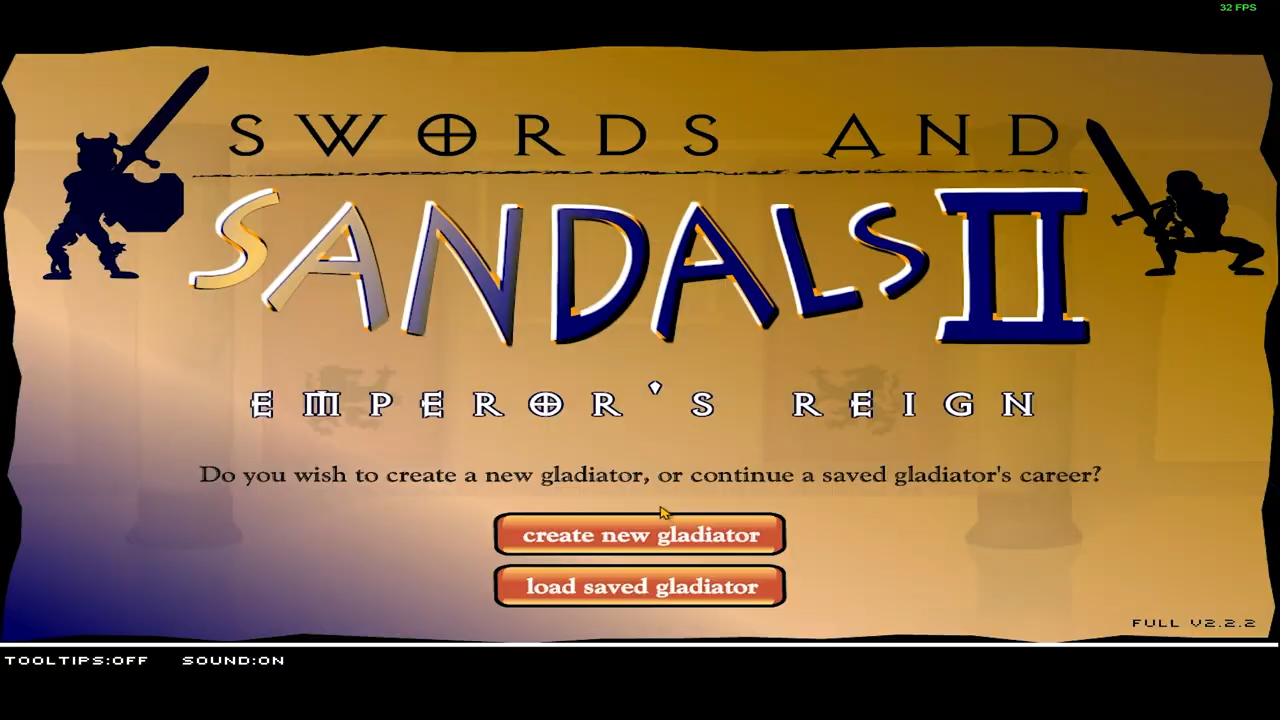 32 FPS
SWORDS AND
SANDALS II
EMPEROR'S REIGN
Do you wish to create a new gladiator, or continue a saved gladiator's career?
create new gladiator
load saved gladiator
FULL V2.2.2
TOOLTIPS:OFF SOUND:ON